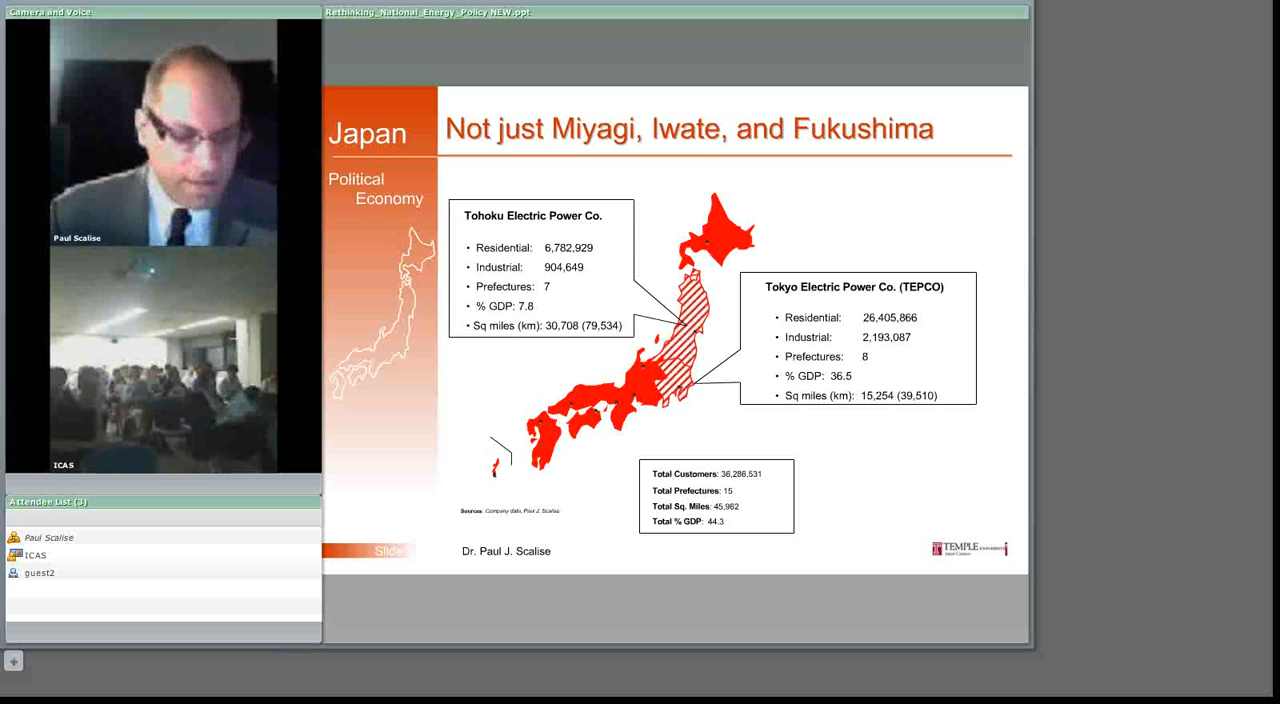 Camera and Voice
Paul Scalise
ICAS
Attendee List (3)
Paul Scalise
ICAS
guest2
Rethinking_National_Energy_Policy NEW.ppt
Japan
Political
Economy
Not just Miyagi, Iwate, and Fukushima
Tohoku Electric Power Co.
• Residential: 6,782,929
• Industrial: 904,649
• Prefectures: 7
• % GDP: 7.8
• Sq miles (km): 30,708 (79,534)
Tokyo Electric Power Co. (TEPCO)
• Residential: 26,405,866
• Industrial: 2,193,087
• Prefectures: 8
• % GDP: 36.5
• Sq miles (km): 15,254 (39,510)
Total Customers: 36,286,531
Total Prefectures: 15
Total Sq. Miles: 45,962
Total % GDP: 44.3
Sources: Company data, Paul J. Scalise
Slide
Dr. Paul J. Scalise
TEMPLE UNIVERSITY